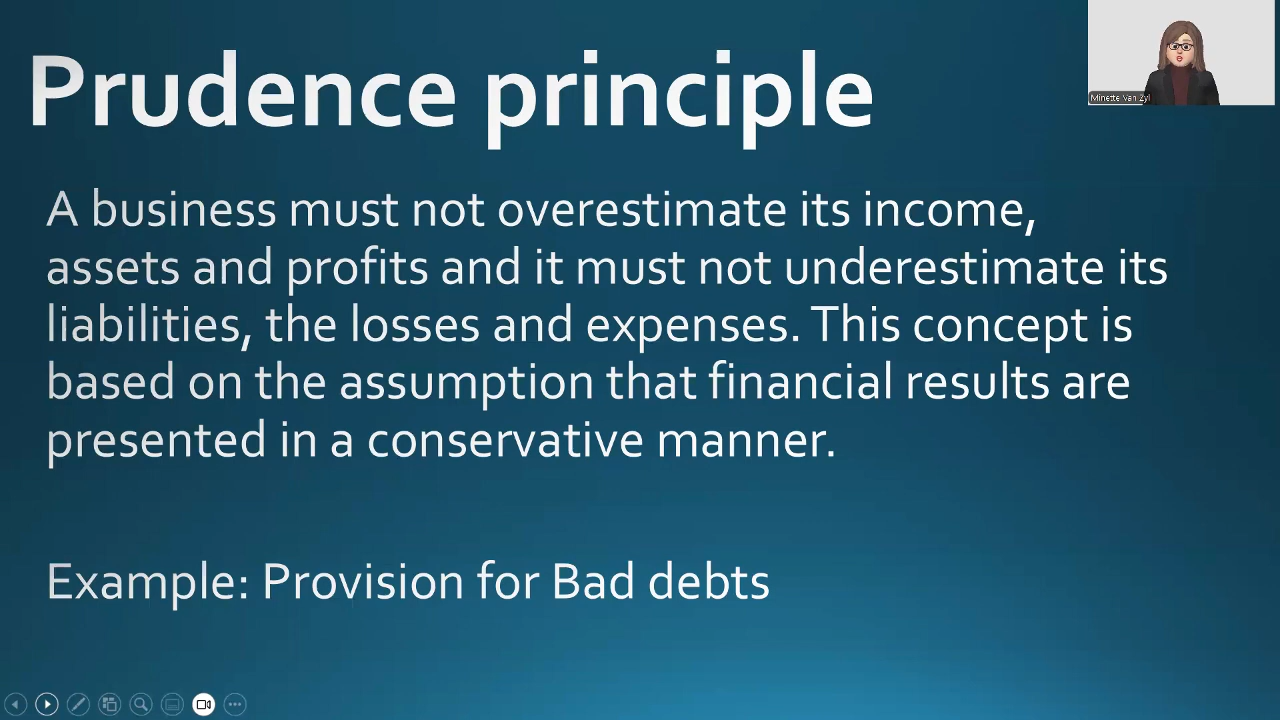 Prudence principle
Minette Van Zyl
A business must not overestimate its income,
assets and profits and it must not underestimate its
liabilities, the losses and expenses. This concept is
based on the assumption that financial results are
presented in a conservative manner.
Example: Provision for Bad debts